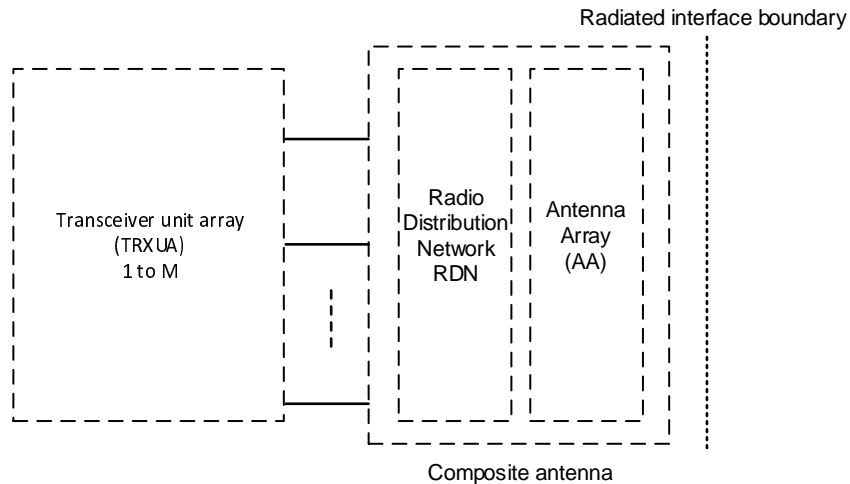 Radiated interface boundary
Transceiver unit array
(TRXUA)
1 to M
Radio
Distribution
Network
RDN
Antenna
Array
(AA)
Composite antenna